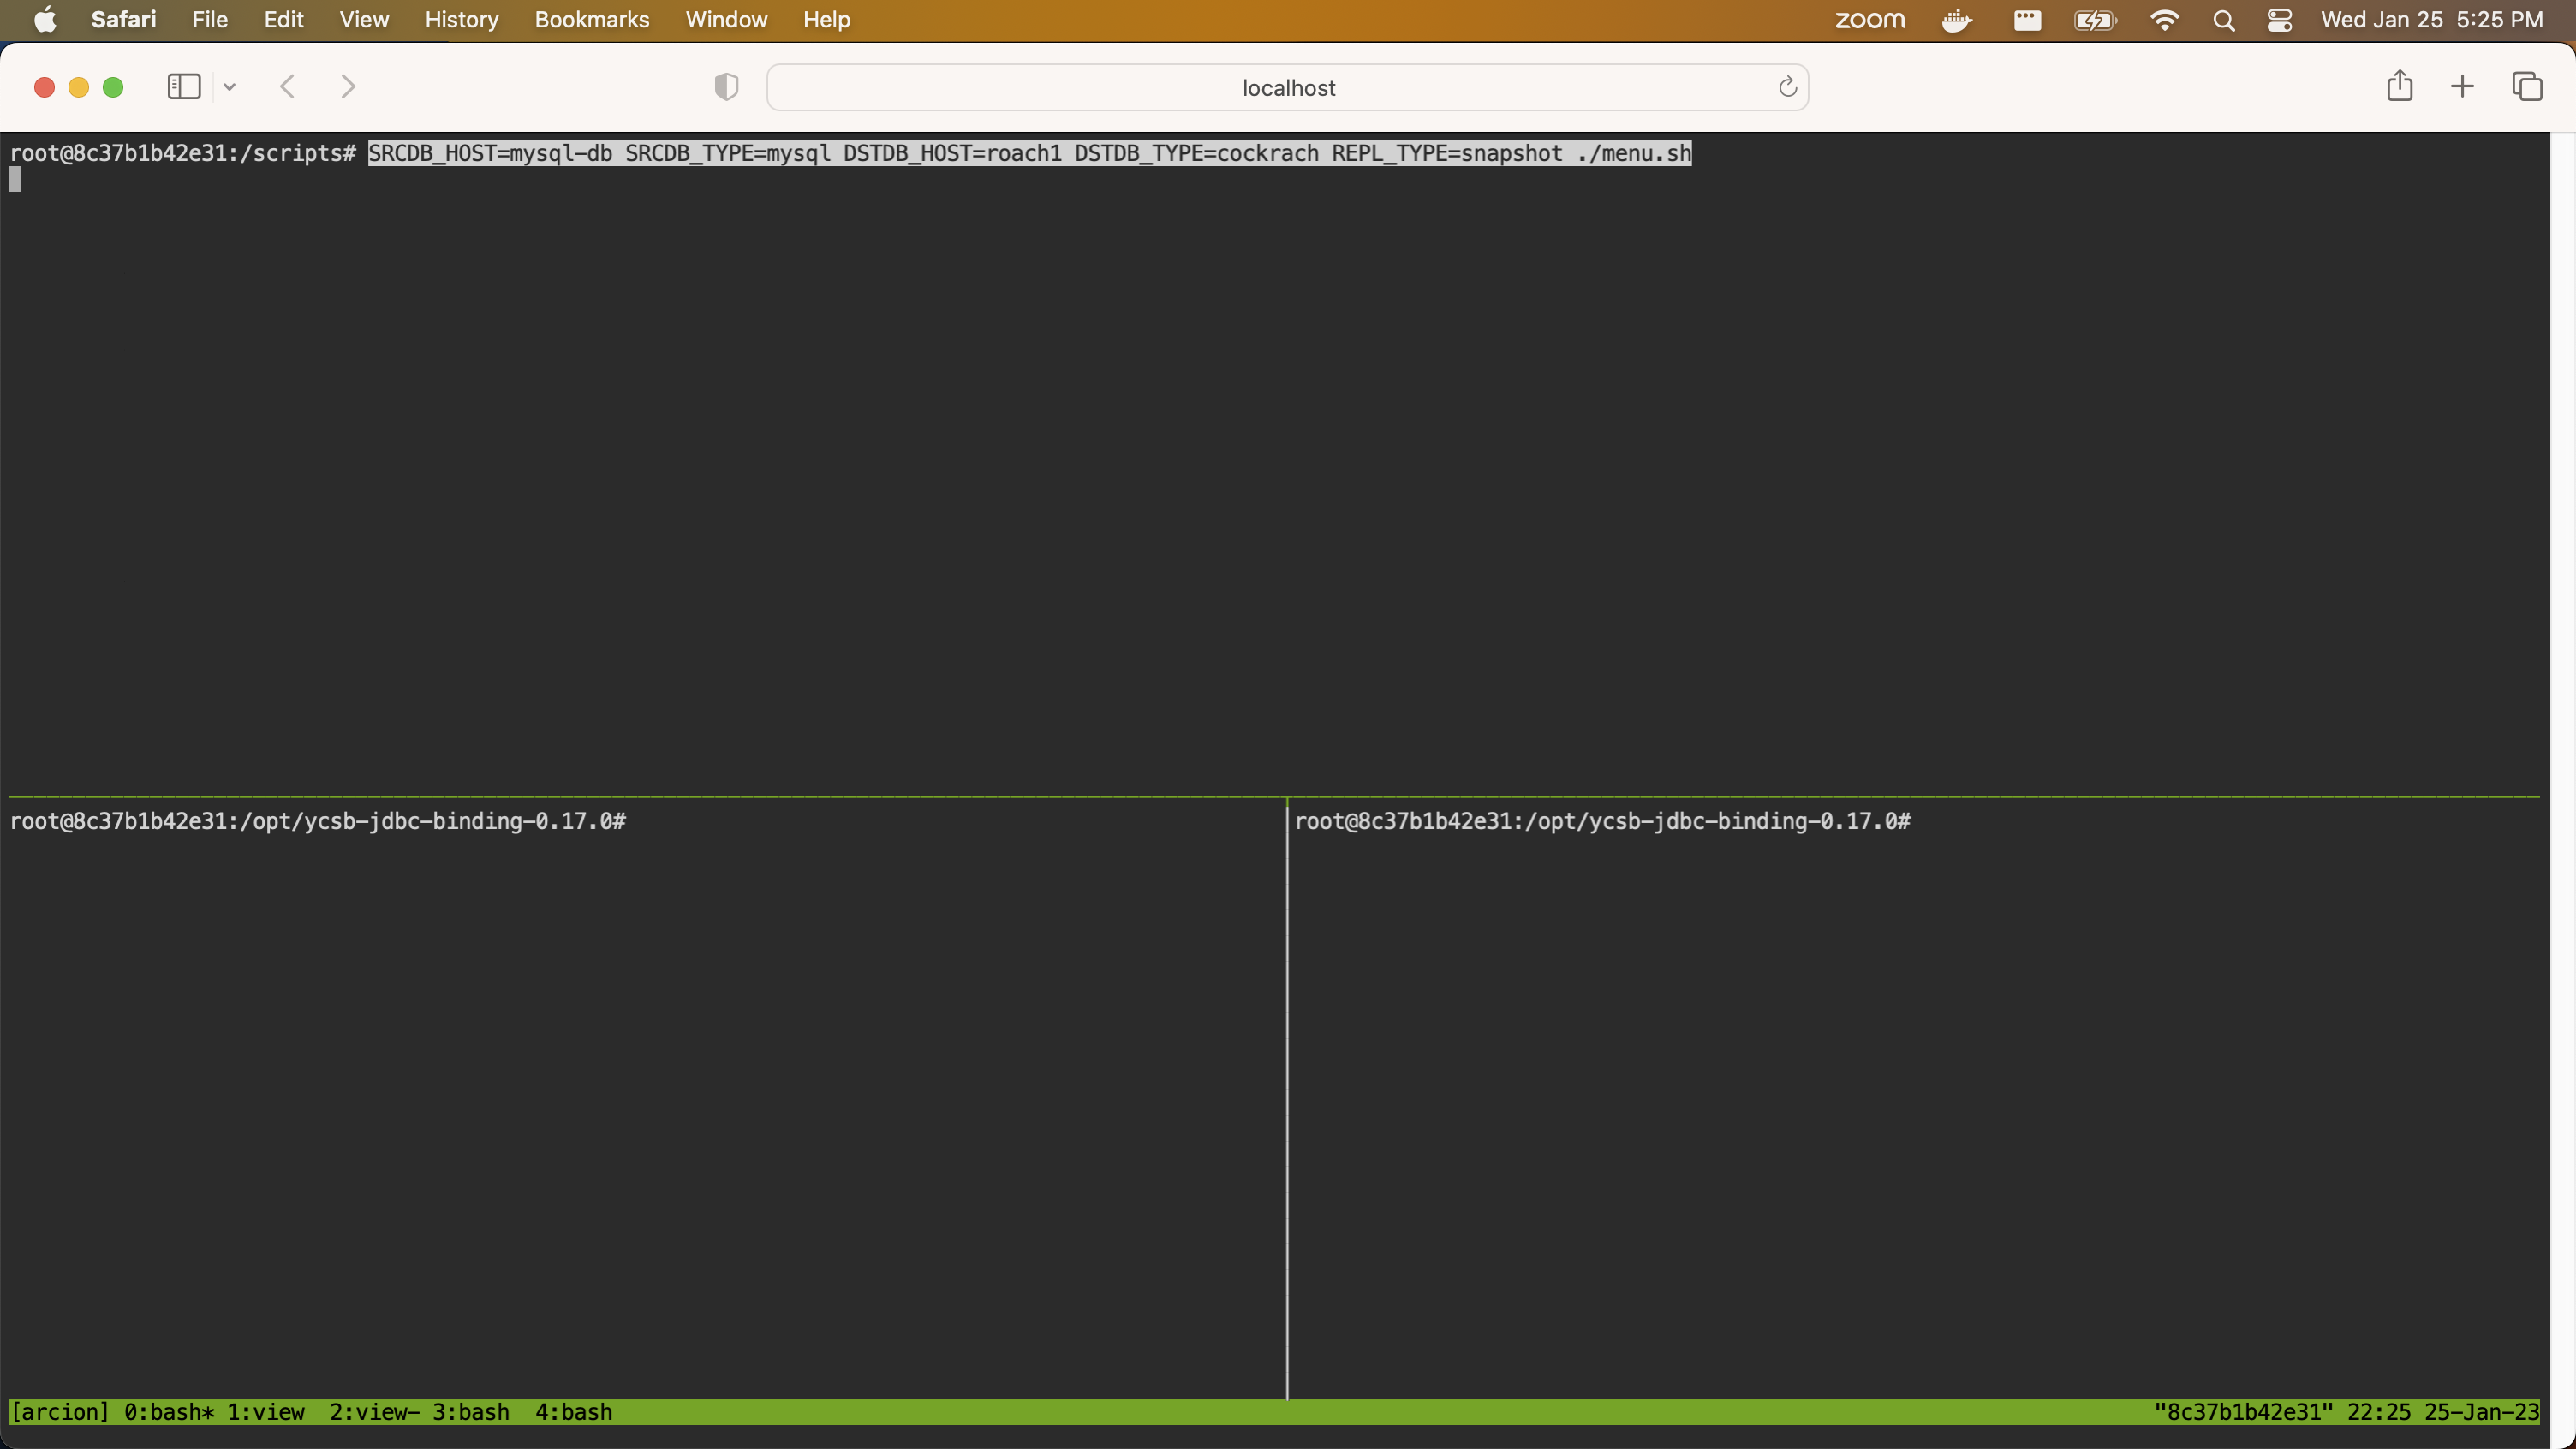 Safari File Edit View History Bookmarks Window Help zoom Wed Jan 25 5:25 PM
localhost
root@8c37b1b42e31:/scripts# SRCDB_HOST=mysql-db SRCDB_TYPE=mysql DSTDB_HOST=roach1 DSTDB_TYPE=cockrach REPL_TYPE=snapshot ./menu.sh
root@8c37b1b42e31:/opt/ycsb-jdbc-binding-0.17.0#
root@8c37b1b42e31:/opt/ycsb-jdbc-binding-0.17.0#
[arcion] 0:bash* 1:view  2:view- 3:bash  4:bash "8c37b1b42e31" 22:25 25-Jan-23